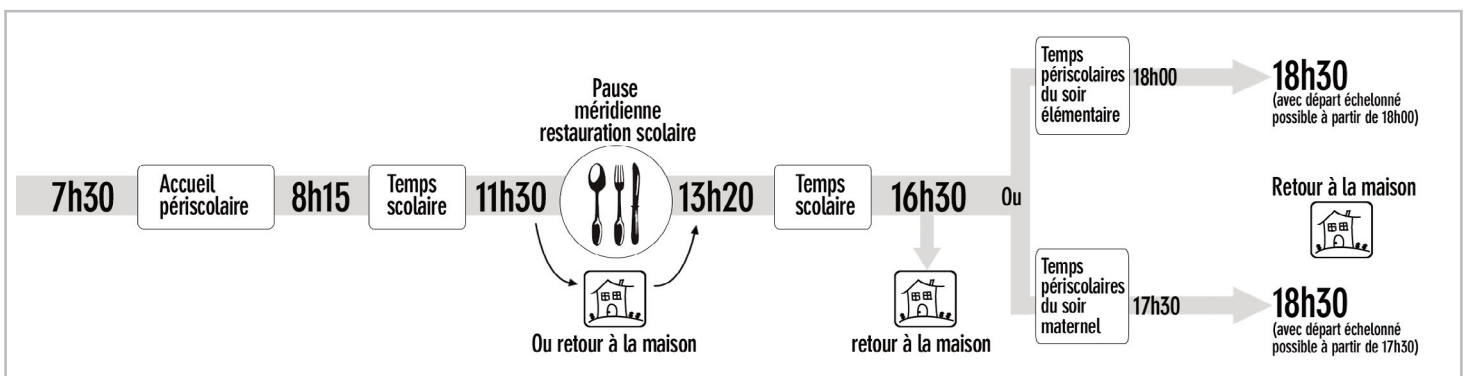 7h30
Accueil
périscolaire
8h15
Temps
scolaire
11h30
Pause
méridienne
restauration scolaire
Ou retour à la maison
13h20
Temps
scolaire
16h30
retour à la maison
Ou
Temps
périscolaires
du soir
élémentaire
18h00
18h30
(avec départ échelonné
possible à partir de 18h00)
Retour à la maison
Temps
périscolaires
du soir
maternel
17h30
18h30
(avec départ échelonné
possible à partir de 17h30)